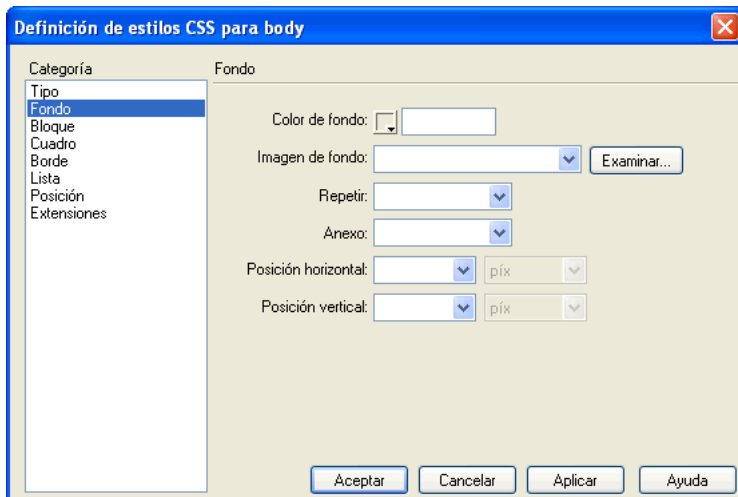 Definición de estilos CSS para body
Categoría
Tipo
Fondo
Bloque
Cuadro
Borde
Lista
Posición
Extensiones
Fondo
Color de fondo:
Imagen de fondo:
Examinar...
Repetir:
Anexo:
Posición horizontal:
píx
Posición vertical:
píx
Aceptar
Cancelar
Aplicar
Ayuda